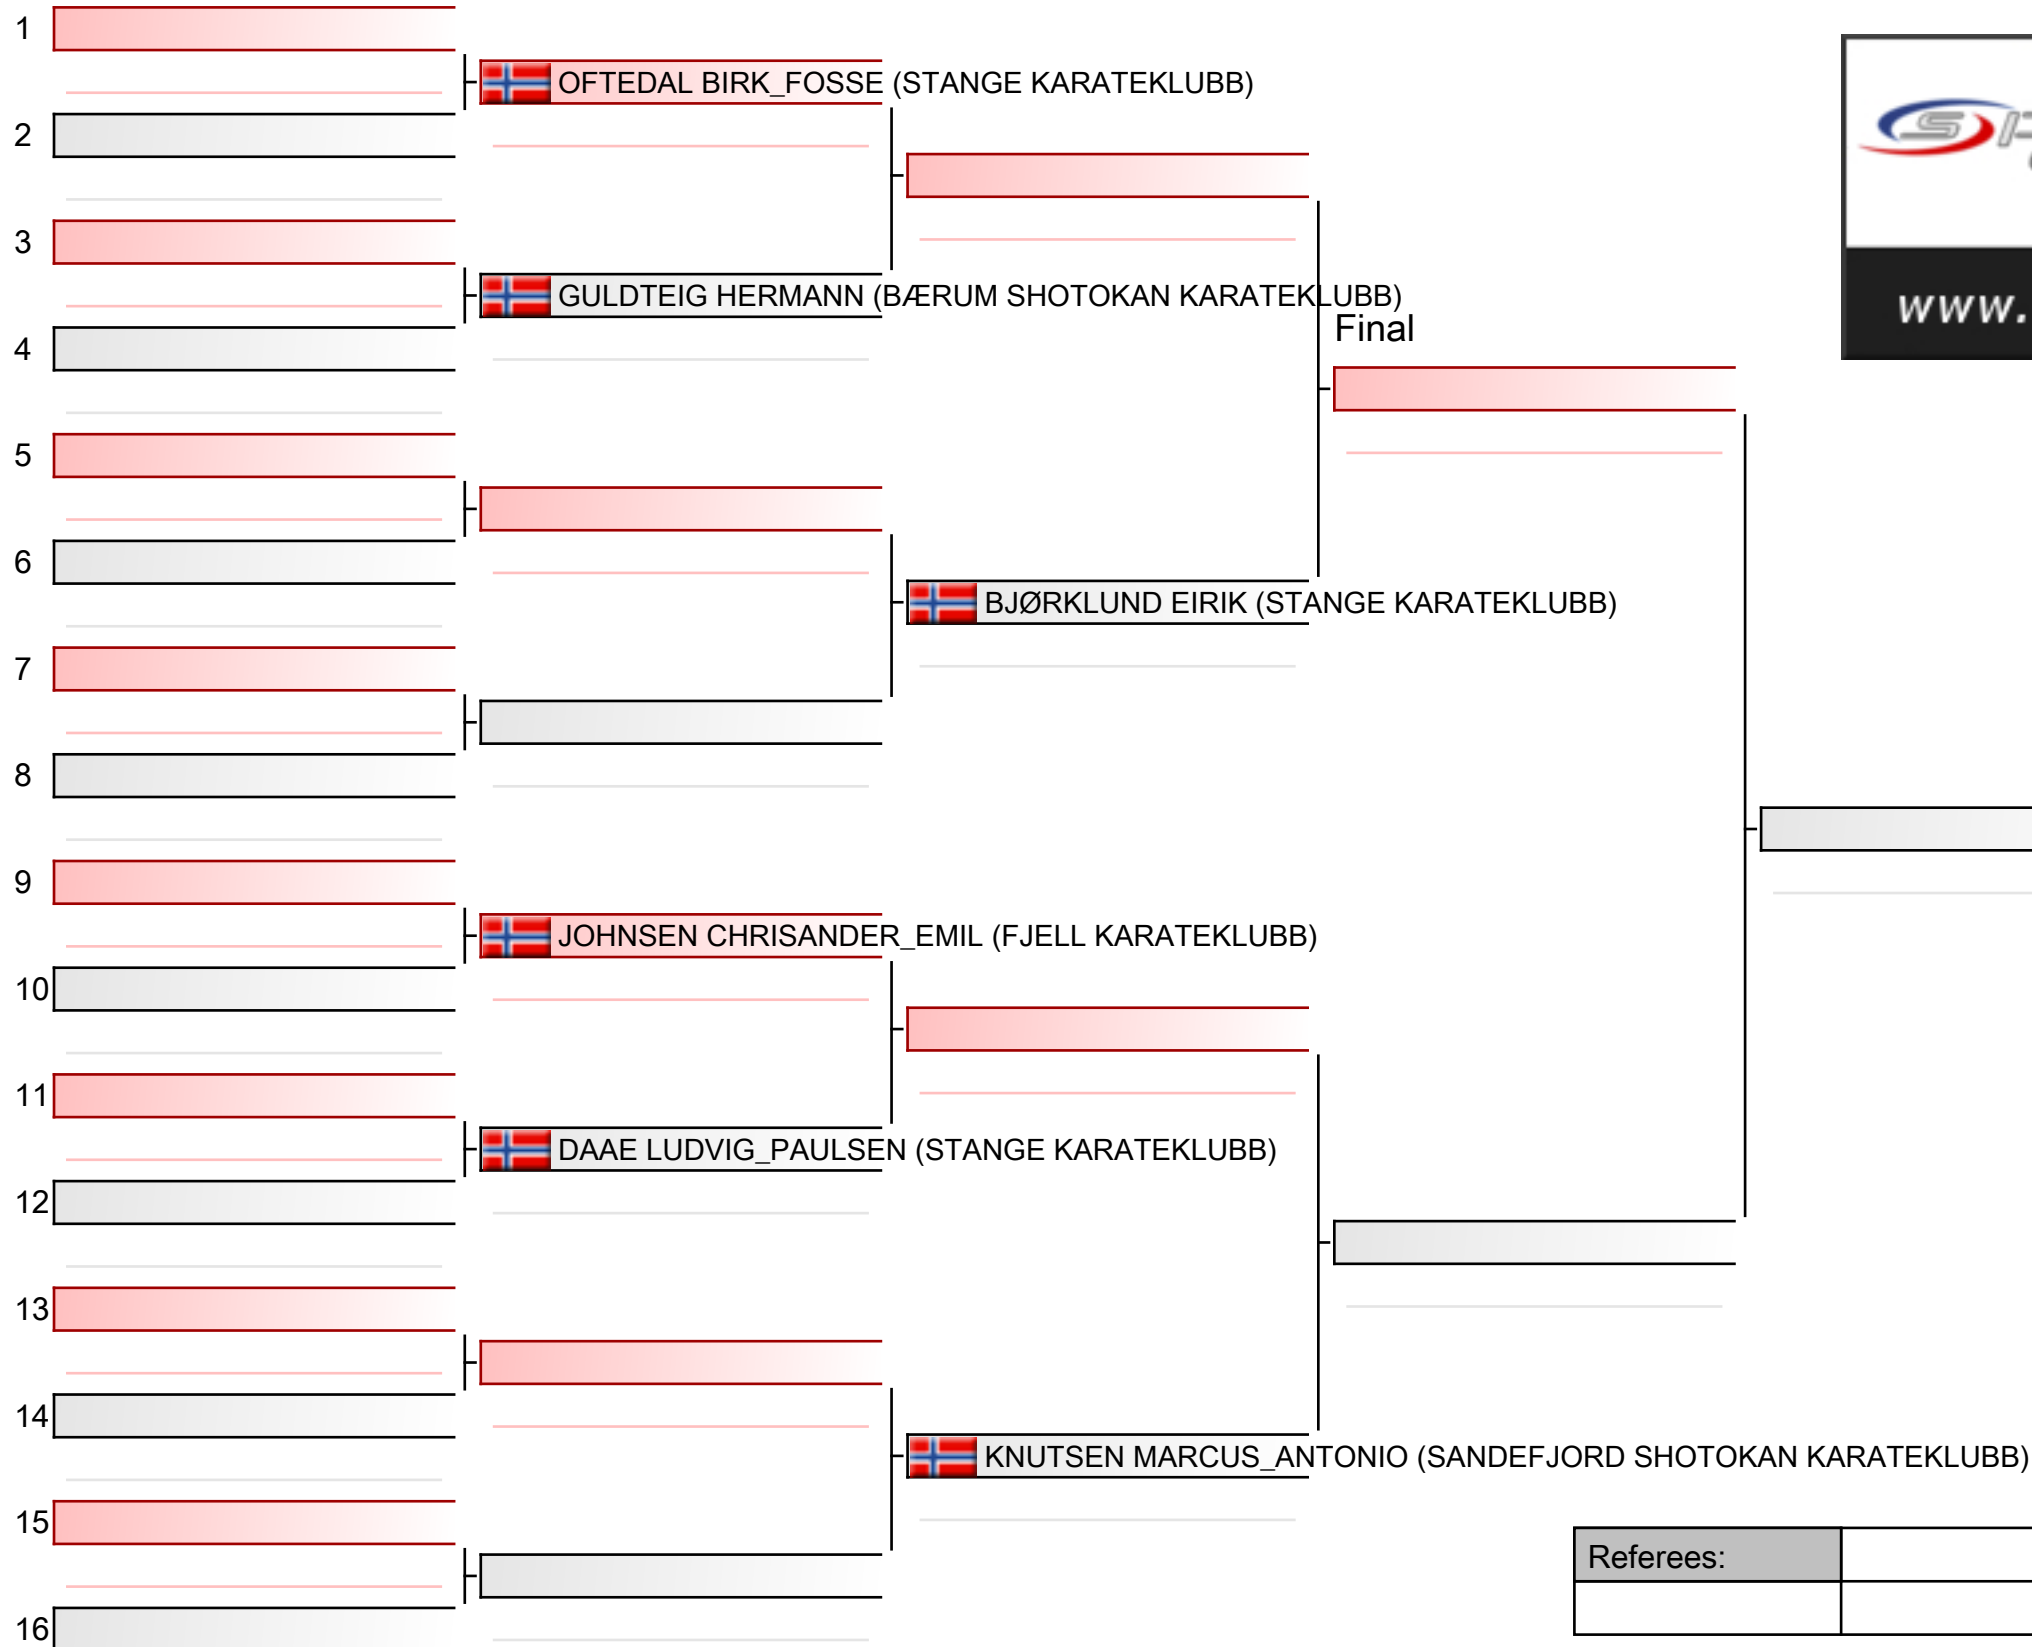 1
OFTEDAL BIRK_FOSSE (STANGE KARATEKLUBB)
2
3
GULDTEIG HERMANN (BÆRUM SHOTOKAN KARATEKLUBB)
Final
www.
4
5
6
BJØRKLUND EIRIK (STANGE KARATEKLUBB)
7
8
9
JOHNSEN CHRISANDER_EMIL (FJELL KARATEKLUBB)
10
11
DAAE LUDVIG_PAULSEN (STANGE KARATEKLUBB)
12
13
14
KNUTSEN MARCUS_ANTONIO (SANDEFJORD SHOTOKAN KARATEKLUBB)
15
Referees:
16